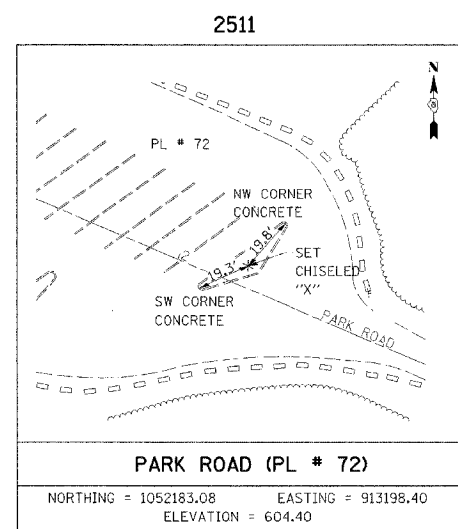 2511
N
PL # 72
NW CORNER
CONCRETE
19.8'
19.3'
SET
CHISELED
"X"
SW CORNER
CONCRETE
PARK ROAD
PARK ROAD (PL # 72)
NORTHING = 1052183.08 EASTING = 913198.40
ELEVATION = 604.40